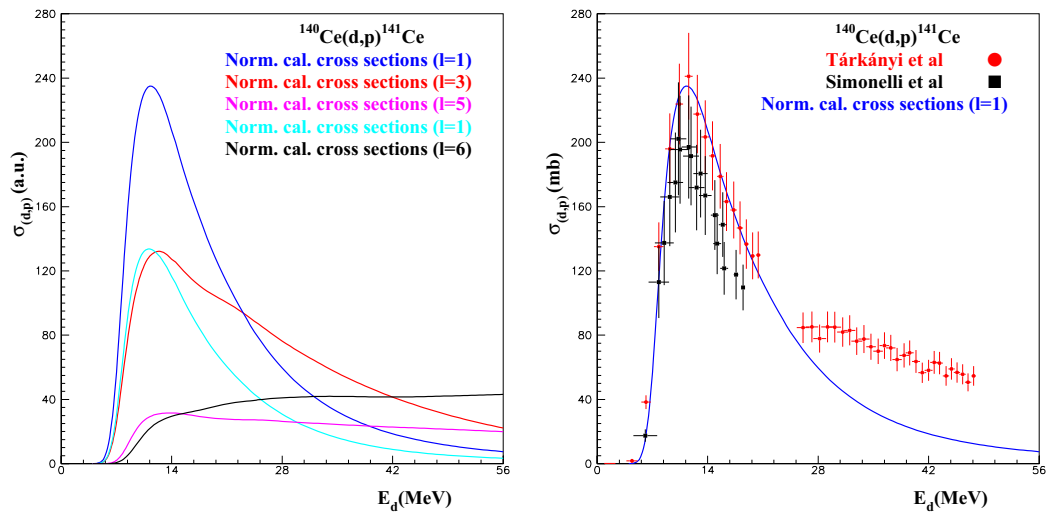 ¹⁴⁰Ce(d,p)¹⁴¹Ce
Norm. cal. cross sections (l=1)
Norm. cal. cross sections (l=3)
Norm. cal. cross sections (l=5)
Norm. cal. cross sections (l=1)
Norm. cal. cross sections (l=6)
σ(d,p)(a.u.)
280
240
200
160
120
80
40
0
0 14 28 42 56
E_d(MeV)
¹⁴⁰Ce(d,p)¹⁴¹Ce
Tárkányi et al
Simonelli et al
Norm. cal. cross sections (l=1)
σ(d,p)(mb)
280
240
200
160
120
80
40
0
0 14 28 42 56
E_d(MeV)